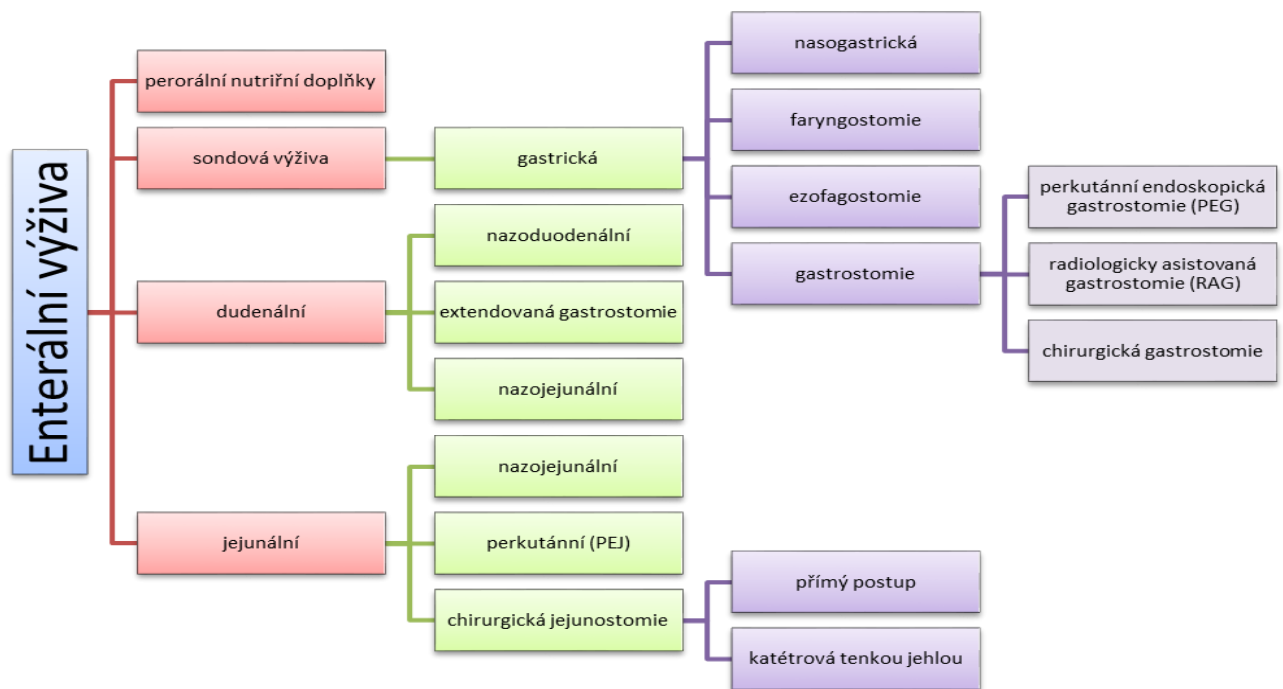 Enterální výživa
perorální nutriřní doplňky
sondová výživa
gastrická
nasogastrická
faryngostomie
ezofagostomie
gastrostomie
perkutánní endoskopická
gastrostomie (PEG)
radiologicky asistovaná
gastrostomie (RAG)
chirurgická gastrostomie
dudenální
nazoduodenální
extendovaná gastrostomie
nazojejunální
jejunální
nazojejunální
perkutánní (PEJ)
chirurgická jejunostomie
přímý postup
katétrová tenkou jehlou